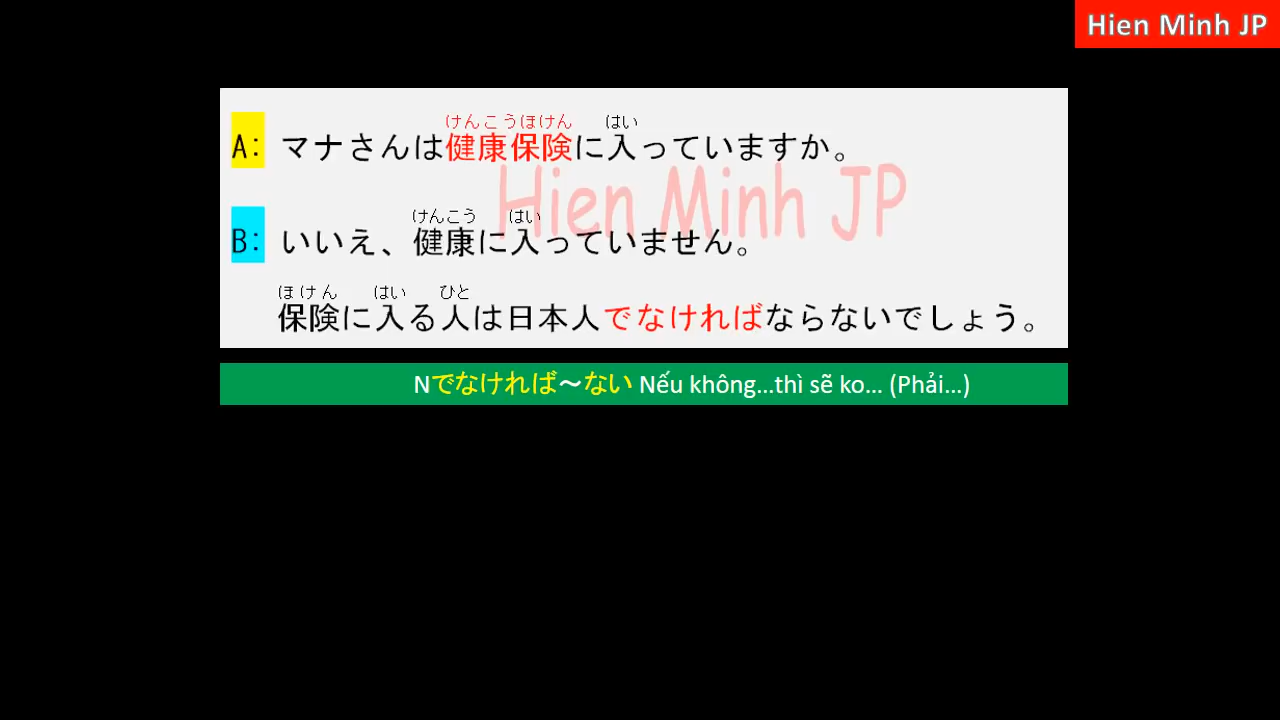 Hien Minh JP
けんこうほけん はい
A: マナさんは健康保険に入っていますか。
Hien Minh JP
けんこう はい
B: いいえ、健康に入っていません。
ほけん はい ひと
保険に入る人は日本人でなければならないでしょう。
Nでなければ～ない Nếu không...thì sẽ ko... (Phải...)